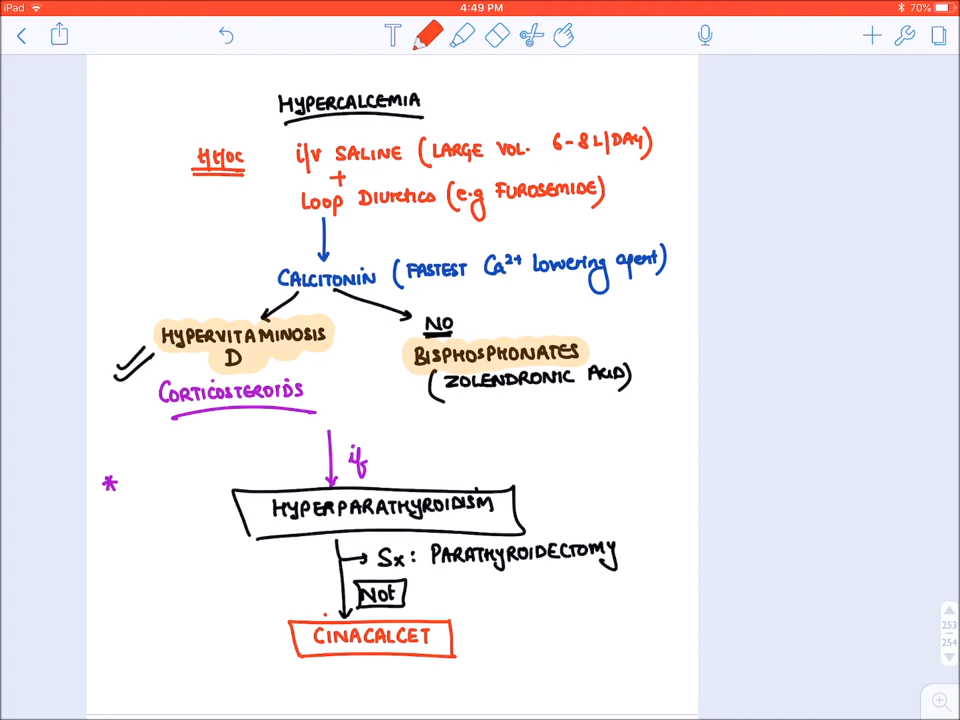 iPad
4:49 PM
70%
T
HYPERCALCEMIA
t/t/oc i/v SALINE (LARGE VOL. 6-8 L/DAY)
+
Loop Diuretics (e.g FUROSEMIDE)
CALCITONIN (FASTEST Ca2+ lowering agent)
HYPERVITAMINOSIS D
NO
BISPHOSPHONATES
(ZOLENDRONIC ACID)
CORTICOSTEROIDS
if
*
HYPERPARATHYROIDISM
Sx: PARATHYROIDECTOMY
Not
CINACALCET
253
254